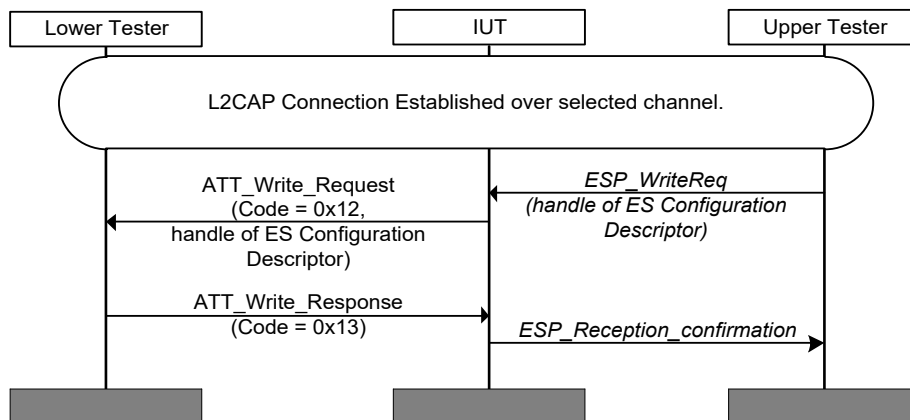 Lower Tester
IUT
Upper Tester
L2CAP Connection Established over selected channel.
ATT_Write_Request
(Code = 0x12,
handle of ES Configuration
Descriptor)
ESP_WriteReq
(handle of ES Configuration
Descriptor)
ATT_Write_Response
(Code = 0x13)
ESP_Reception_confirmation